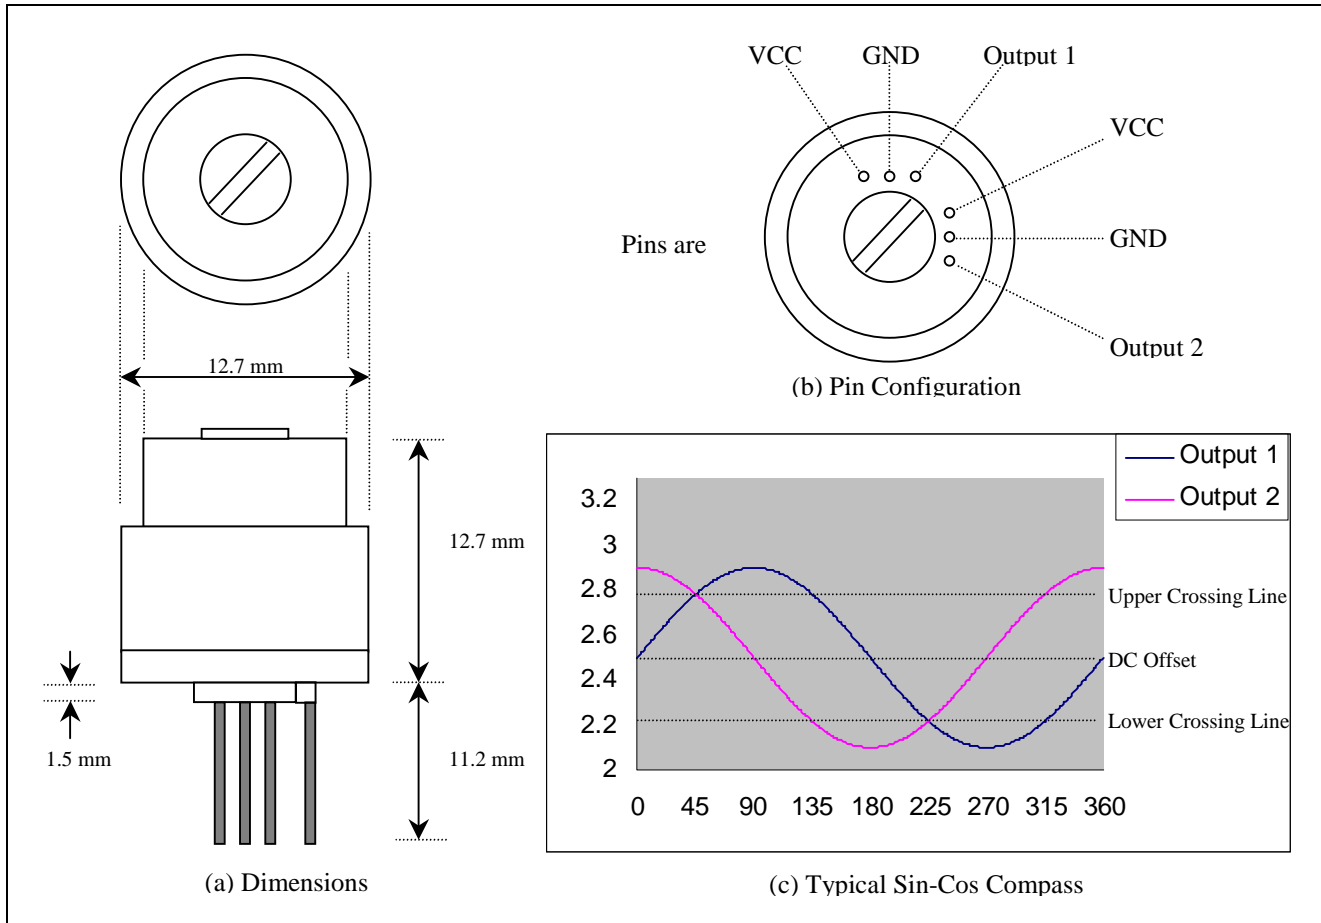 VCC
GND
Output 1
VCC
Pins are
GND
Output 2
(b) Pin Configuration
12.7 mm
12.7 mm
1.5 mm
11.2 mm
(a) Dimensions
Output 1
Output 2
3.2
3
2.8
2.6
2.4
2.2
2
Upper Crossing Line
DC Offset
Lower Crossing Line
0 45 90 135 180 225 270 315 360
(c) Typical Sin-Cos Compass